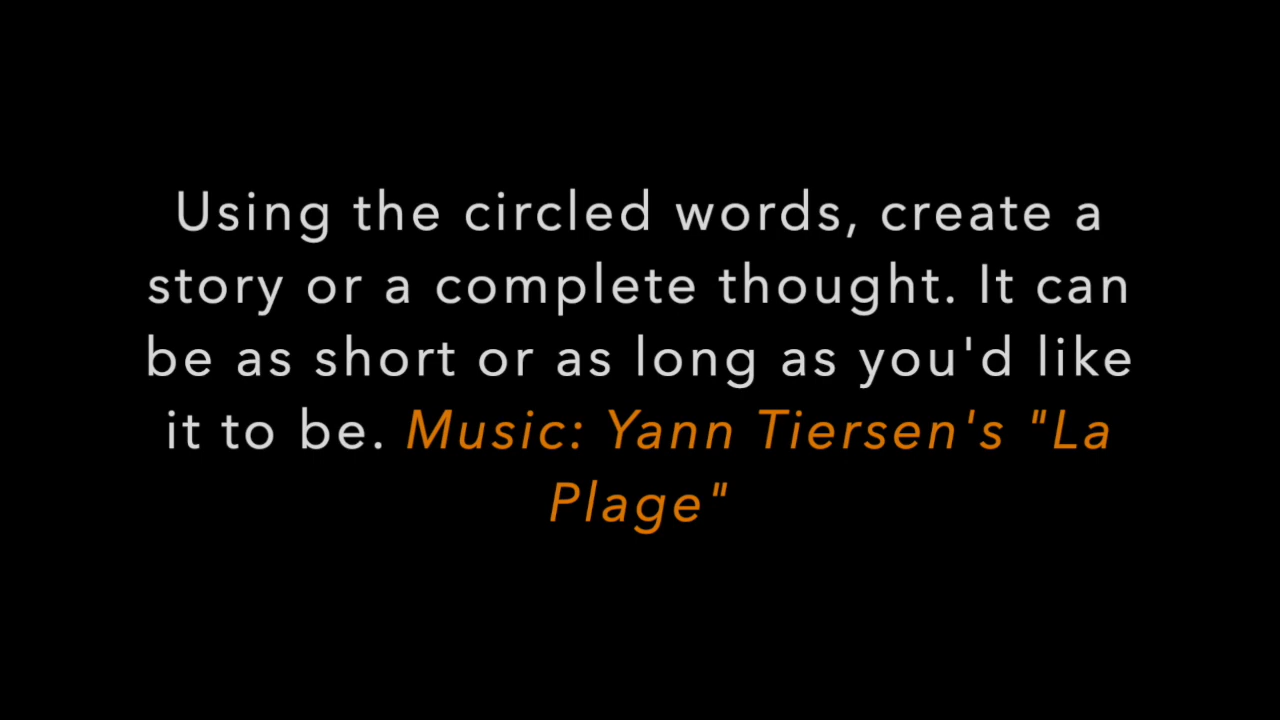 Using the circled words, create a
story or a complete thought. It can
be as short or as long as you'd like
it to be. Music: Yann Tiersen's "La
Plage"